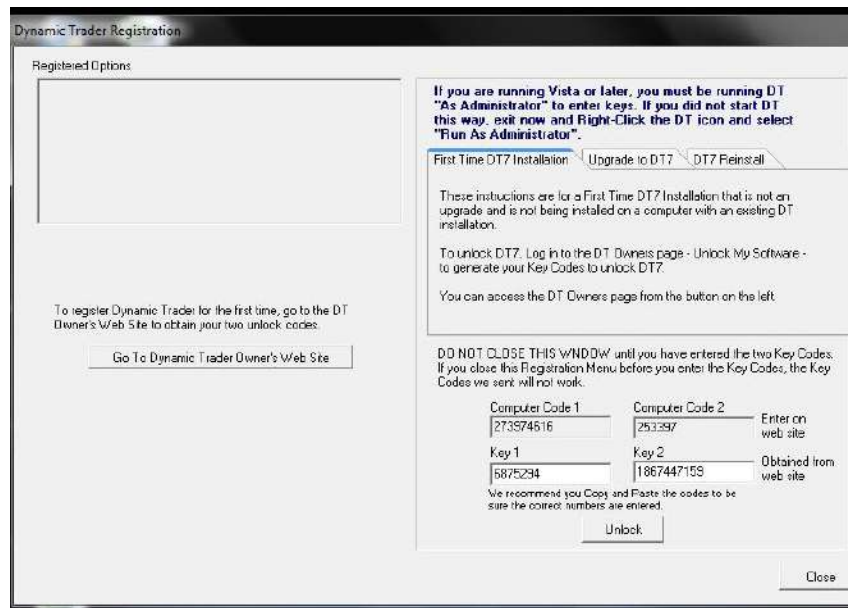 Dynamic Trader Registration
Registered Options
If you are running Vista or later, you must be running DT
"As Administrator" to enter keys. If you did not start DT
this way, exit now and Right-Click the DT icon and select
"Run As Administrator".
First Time DT7 Installation
Upgrade to DT7
DT7 Reinstall
These instructions are for a First Time DT7 Installation that is not an
upgrade and is not being installed on a computer with an existing DT
installation.
To unlock DT7, Log in to the DT Owners page - Unlock My Software -
to generate your Key Codes to unlock DT7.
You can access the DT Owners page from the button on the left
To register Dynamic Trader for the first time, go to the DT
Owner's Web Site to obtain your two unlock codes.
Go To Dynamic Trader Owner's Web Site
DO NOT CLOSE THIS WINDOW until you have entered the two Key Codes.
If you close this Registration Menu before you enter the Key Codes, the Key
Codes we sent will not work.
Computer Code 1
Computer Code 2
273974616
253397
Enter on
web site
Key 1
Key 2
6875294
1867447159
Obtained from
web site
We recommend you Copy and Paste the codes to be
sure the correct numbers are entered.
Unlock
Close